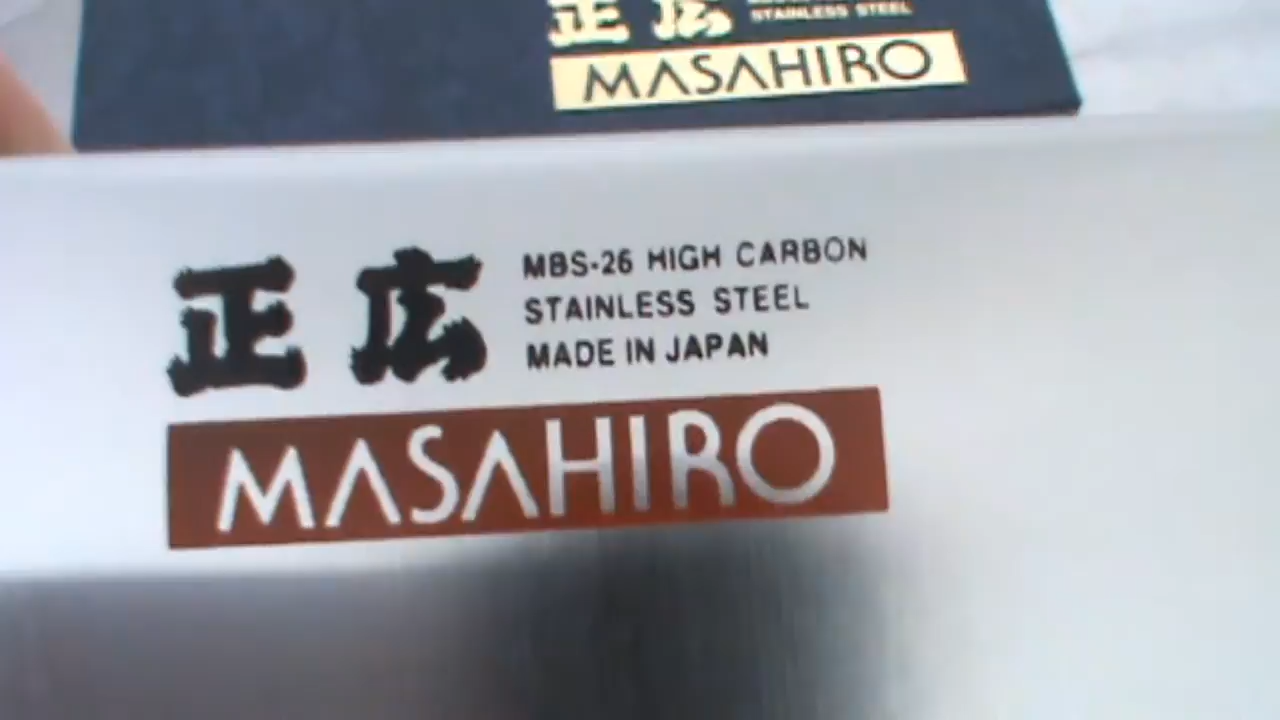 正広
STAINLESS STEEL
MASAHIRO
正広
MBS-26 HIGH CARBON
STAINLESS STEEL
MADE IN JAPAN
MASAHIRO